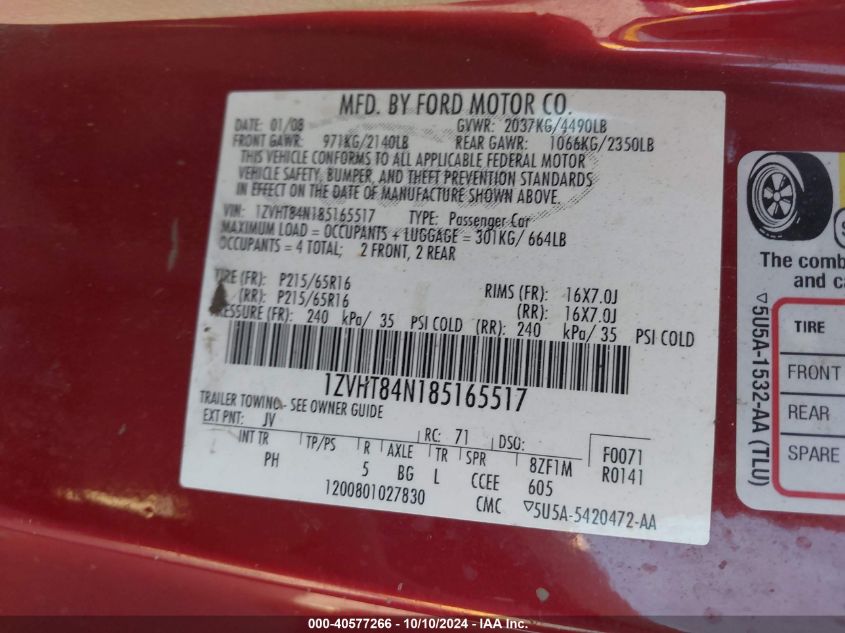 MFD. BY FORD MOTOR CO.
DATE: 01/08 GVWR: 2037KG/4490LB
FRONT GAWR: 971KG/2140LB REAR GAWR: 1066KG/2350LB
THIS VEHICLE CONFORMS TO ALL APPLICABLE FEDERAL MOTOR
VEHICLE SAFETY, BUMPER, AND THEFT PREVENTION STANDARDS
IN EFFECT ON THE DATE OF MANUFACTURE SHOWN ABOVE.
VIN: 1ZVHT84N185165517 TYPE: Passenger Car
MAXIMUM LOAD = OCCUPANTS + LUGGAGE = 301KG/ 664LB
OCCUPANTS = 4 TOTAL; 2 FRONT, 2 REAR
TIRE (FR): P215/65R16 RIMS (FR): 16X7.0J
(RR): P215/65R16 (RR): 16X7.0J
PRESSURE (FR): 240 kPa/ 35 PSI COLD (RR): 240 kPa/ 35 PSI COLD
1ZVHT84N185165517
TRAILER TOWING - SEE OWNER GUIDE
EXT PNT: JV RC: 71 DSO: F0071
INT TR TP/PS R AXLE TR SPR 8ZF1M R0141
PH 5 BG L CCEE 605
1200801027830 CMC ▽5U5A-5420472-AA
The comb
and ca
TIRE
FRONT
REAR
SPARE
▽5U5A-1532-AA (TLU)
000-40577266 - 10/10/2024 - IAA Inc.